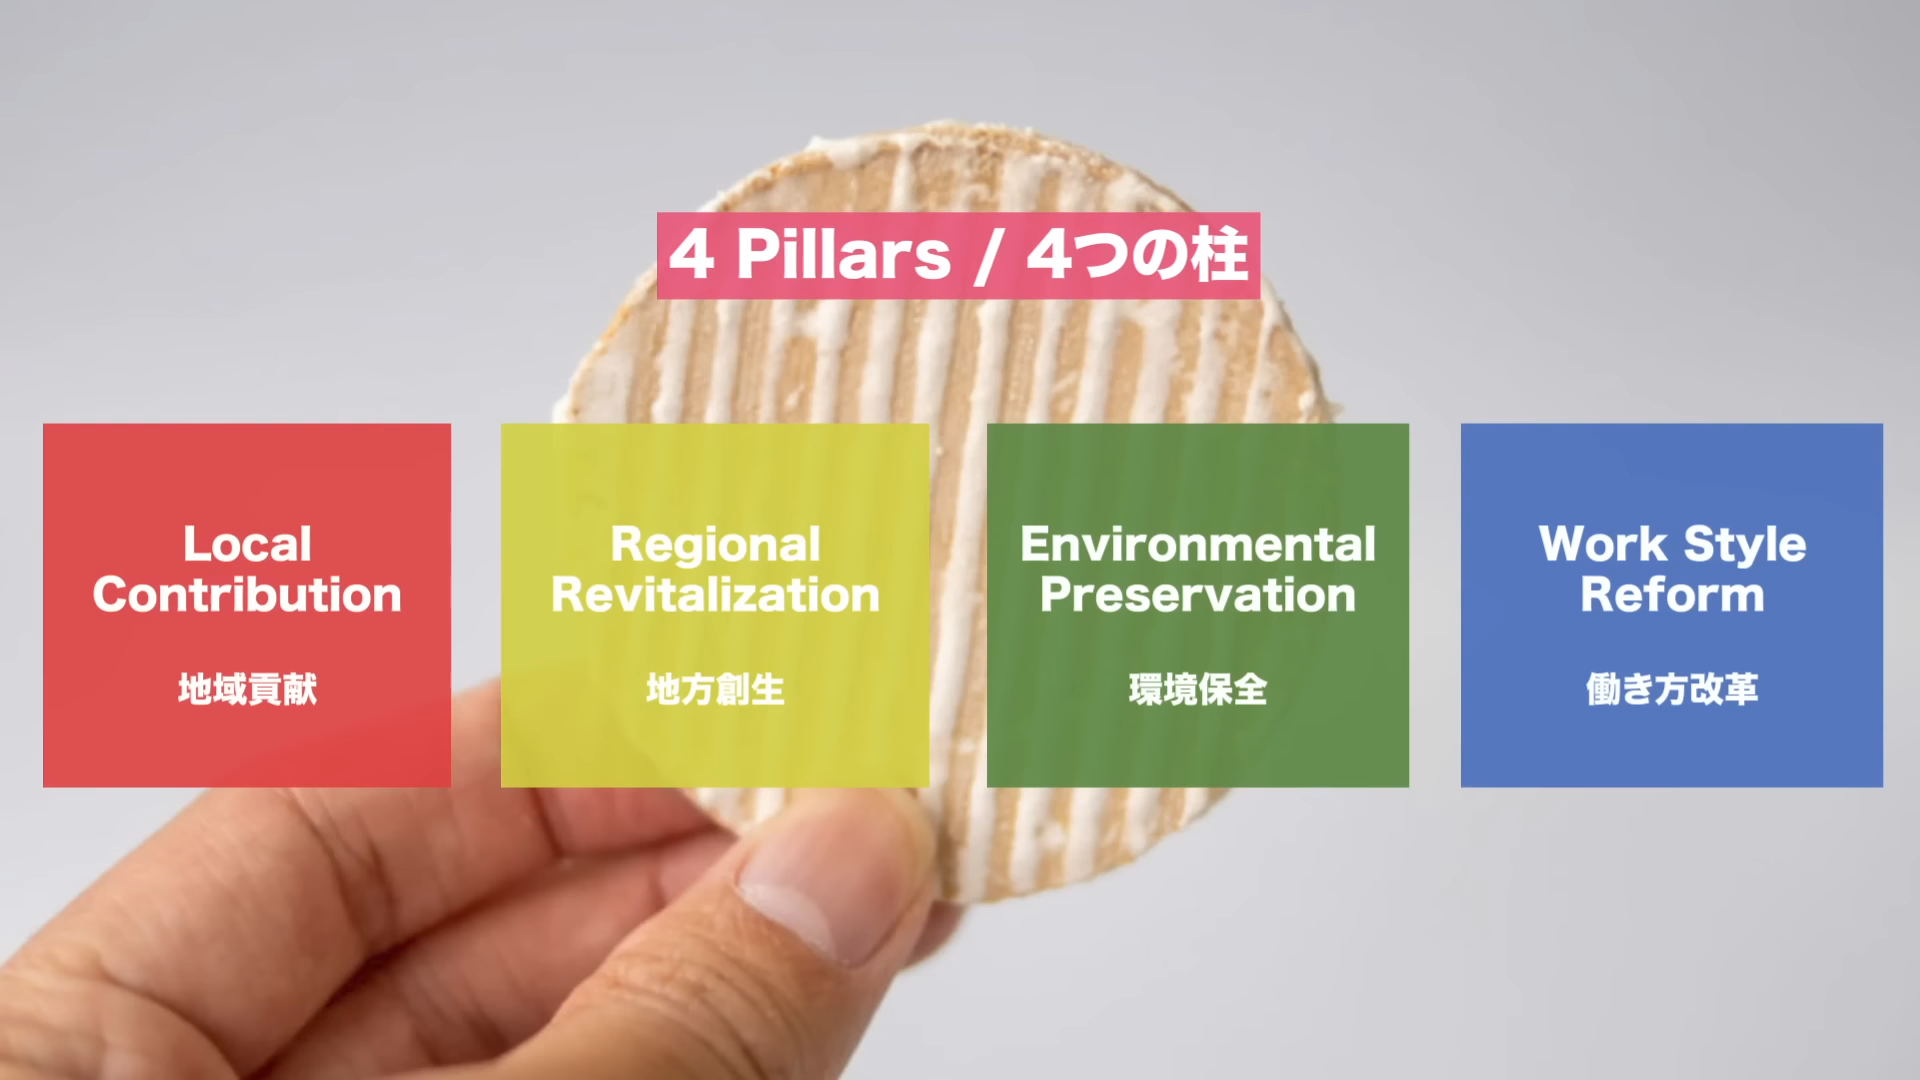 4 Pillars / 4つの柱
Local
Contribution
地域貢献
Regional
Revitalization
地方創生
Environmental
Preservation
環境保全
Work Style
Reform
働き方改革